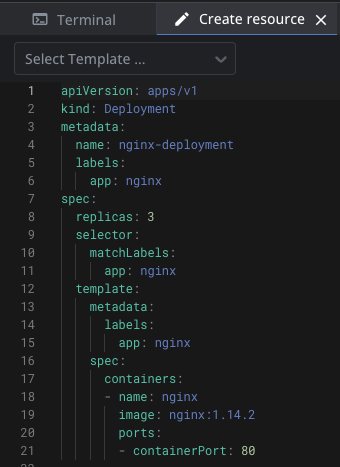 Terminal
Create resource
Select Template ...
1 apiVersion: apps/v1
2 kind: Deployment
3 metadata:
4   name: nginx-deployment
5   labels:
6     app: nginx
7 spec:
8   replicas: 3
9   selector:
10     matchLabels:
11       app: nginx
12   template:
13     metadata:
14       labels:
15         app: nginx
16     spec:
17       containers:
18       - name: nginx
19         image: nginx:1.14.2
20         ports:
21         - containerPort: 80